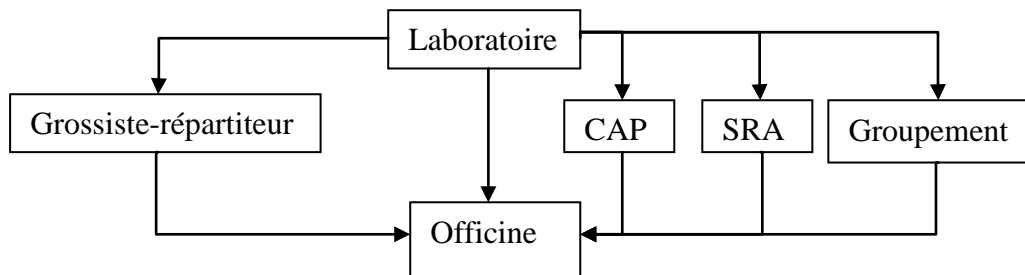 Laboratoire
Grossiste-répartiteur
CAP
SRA
Groupement
Officine